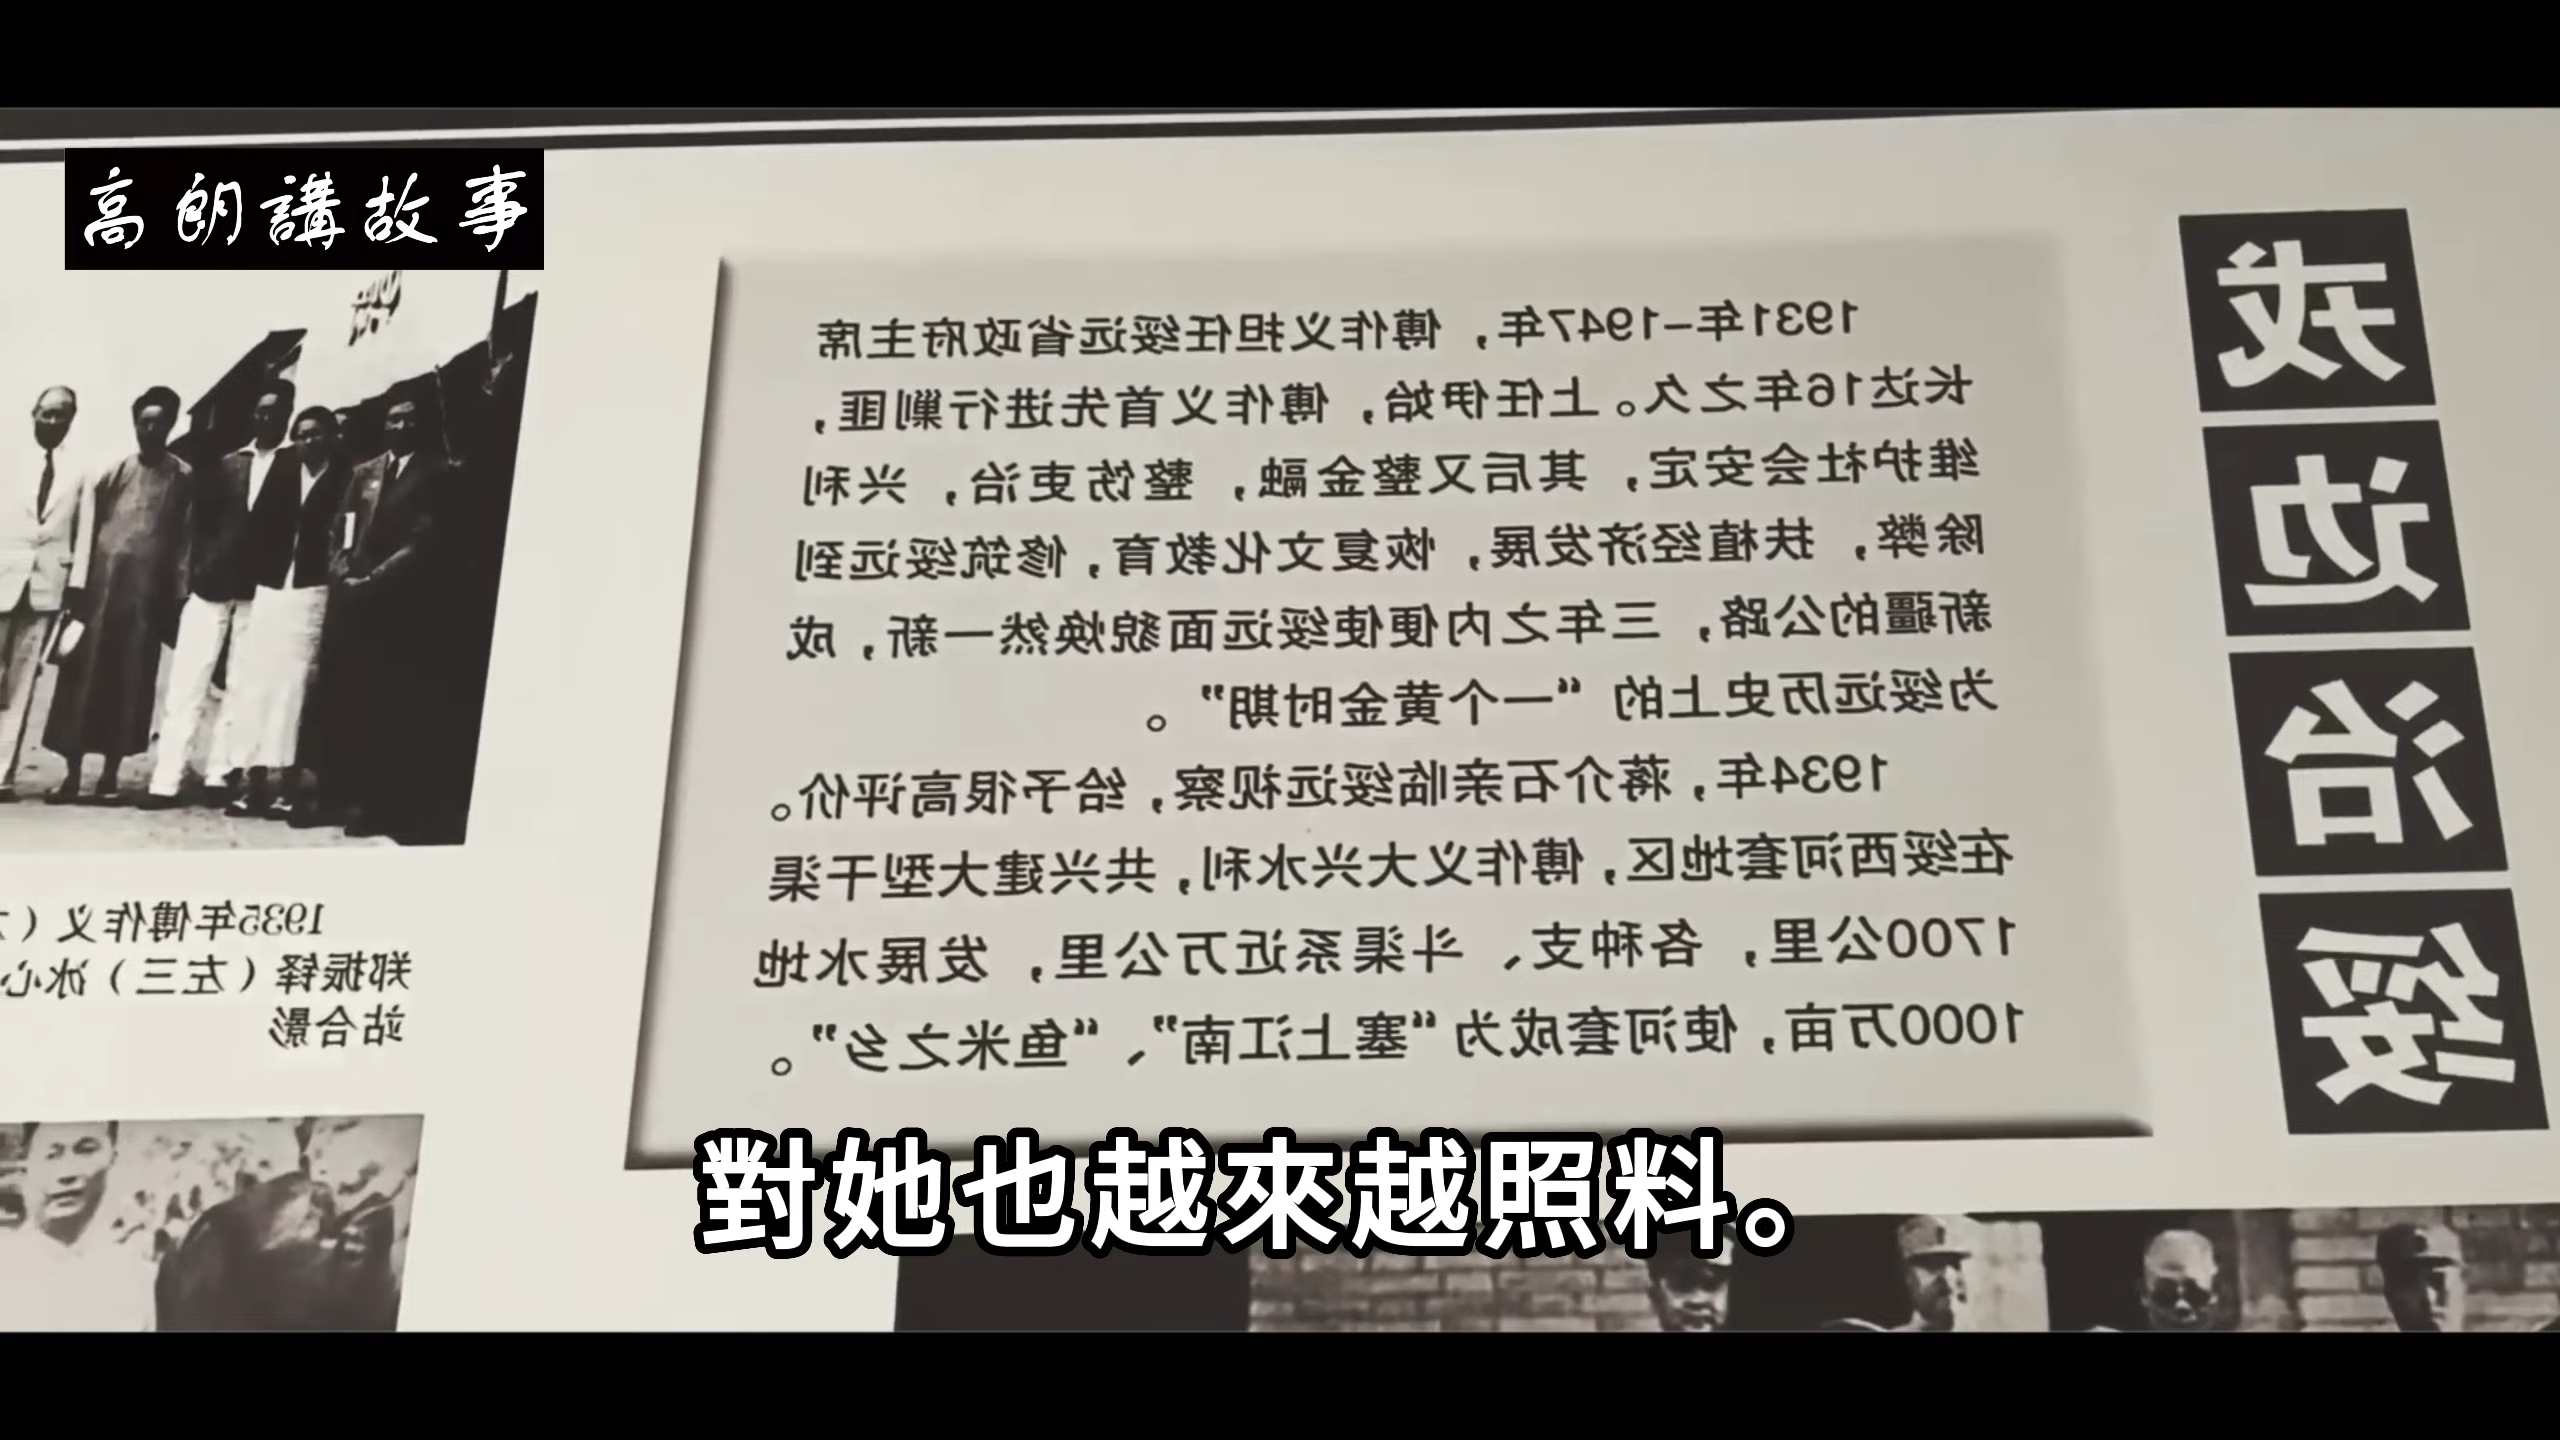 高朗講故事
戎边治绥
1931年-1947年，傅作义担任绥远省政府主席
长达16年之久。上任伊始，傅作义首先进行剿匪，
维护社会安定，其后又整金融，整饬吏治，兴利
除弊，扶植经济发展，恢复文化教育，修筑绥远到
新疆的公路，三年之内便使绥远面貌焕然一新，成
为绥远历史上的“一个黄金时期”。
1934年，蒋介石亲临绥远视察，给予很高评价。
在绥西河套地区，傅作义大兴水利，共兴建大型干渠
1700公里，各种支、斗渠系近万公里，发展水地
1000万亩，使河套成为“塞上江南”、“鱼米之乡”。
1935年傅作义（
郑振铎（左三）冰心
站合影
對她也越來越照料。